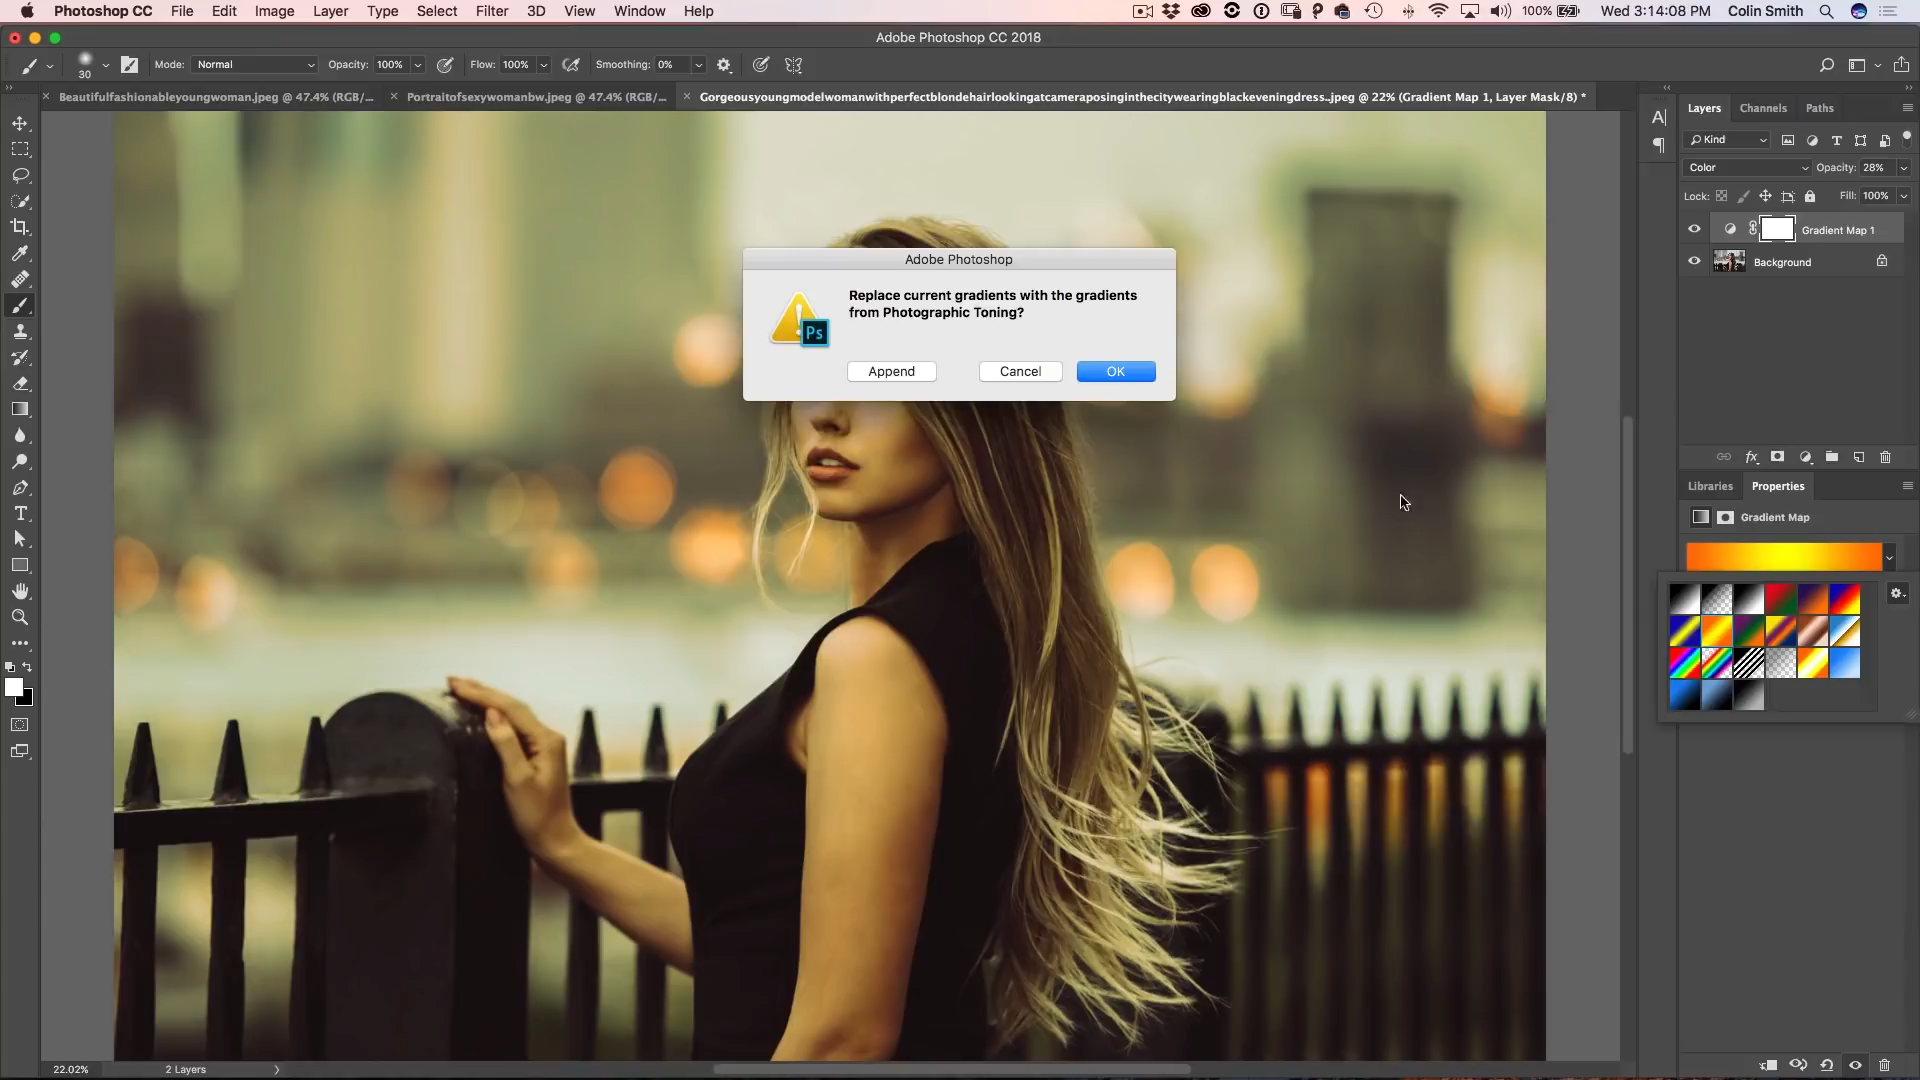 Photoshop CC File Edit Image Layer Type Select Filter 3D View Window Help 100% Wed 3:14:08 PM Colin Smith
Adobe Photoshop CC 2018
30 Mode: Normal Opacity: 100% Flow: 100% Smoothing: 0%
Beautifulfashionableyoungwoman.jpeg @ 47.4% (RGB/... Portraitofsexywomanbw.jpeg @ 47.4% (RGB/... Gorgeousyoungmodelwomanwithperfectblondehairlookingatcameraposinginthecitywearingblackeveningdress..jpeg @ 22% (Gradient Map 1, Layer Mask/8) *
Layers Channels Paths
Kind
Color Opacity: 28%
Lock: Fill: 100%
Gradient Map 1
Background
Adobe Photoshop
Replace current gradients with the gradients
from Photographic Toning?
Ps
Append Cancel OK
Libraries Properties
Gradient Map
22.02% 2 Layers